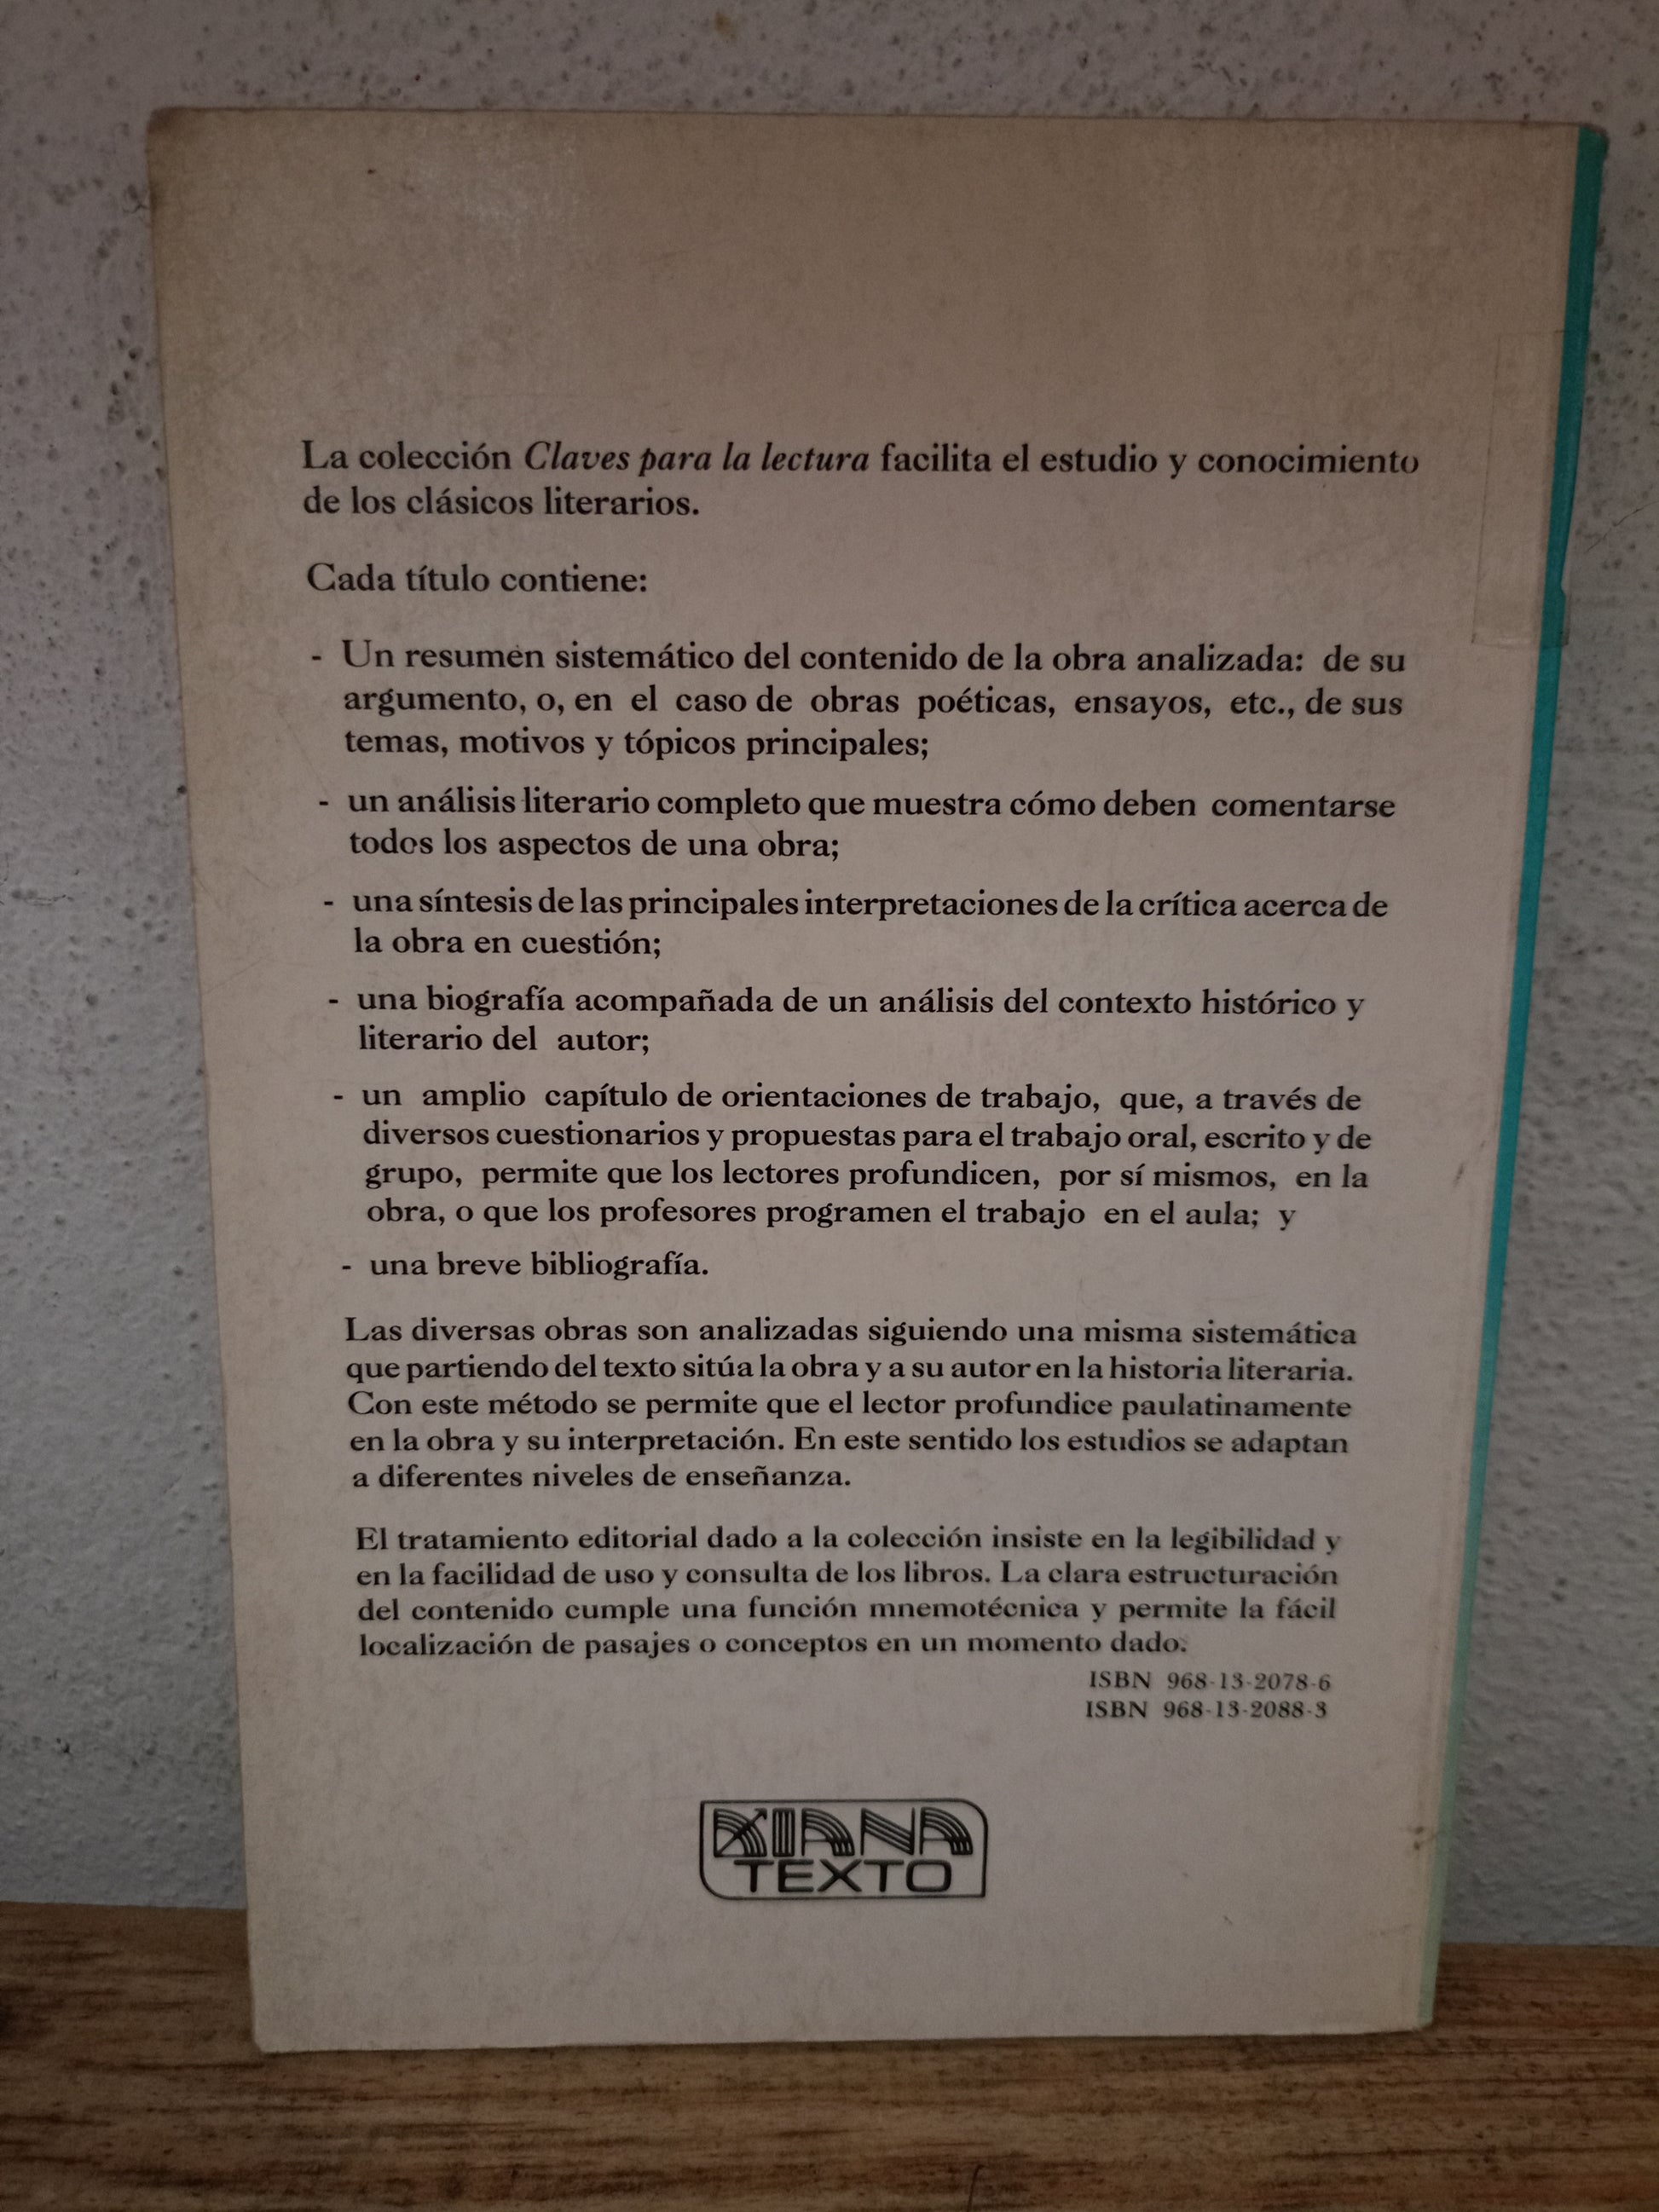 La colección Claves para la lectura facilita el estudio y conocimiento
de los clásicos literarios.
Cada título contiene:
- Un resumen sistemático del contenido de la obra analizada: de su
argumento, o, en el caso de obras poéticas, ensayos, etc., de sus
temas, motivos y tópicos principales;
- un análisis literario completo que muestra cómo deben comentarse
todos los aspectos de una obra;
- una síntesis de las principales interpretaciones de la crítica acerca de
la obra en cuestión;
- una biografía acompañada de un análisis del contexto histórico y
literario del autor;
- un amplio capítulo de orientaciones de trabajo, que, a través de
diversos cuestionarios y propuestas para el trabajo oral, escrito y de
grupo, permite que los lectores profundicen, por sí mismos, en la
obra, o que los profesores programen el trabajo en el aula; y
- una breve bibliografía.
Las diversas obras son analizadas siguiendo una misma sistemática
que partiendo del texto sitúa la obra y a su autor en la historia literaria.
Con este método se permite que el lector profundice paulatinamente
en la obra y su interpretación. En este sentido los estudios se adaptan
a diferentes niveles de enseñanza.
El tratamiento editorial dado a la colección insiste en la legibilidad y
en la facilidad de uso y consulta de los libros. La clara estructuración
del contenido cumple una función mnemotécnica y permite la fácil
localización de pasajes o conceptos en un momento dado.
ISBN 968-13-2078-6
ISBN 968-13-2088-3
DIANA
TEXTO